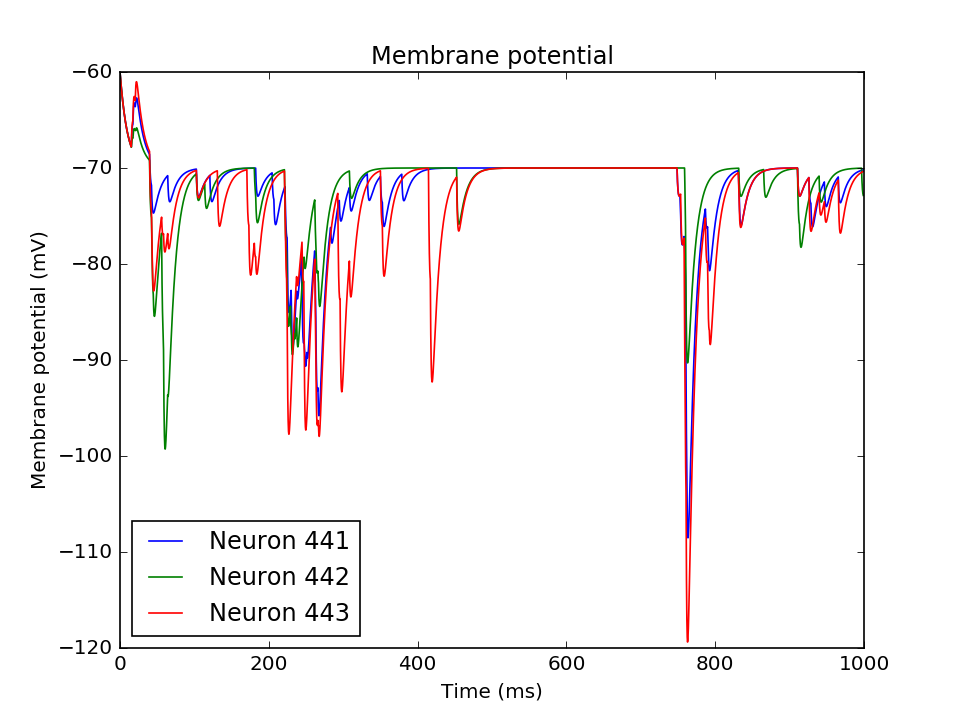 Membrane potential
Membrane potential (mV)
−60
−70
−80
−90
−100
−110
−120
Neuron 441
Neuron 442
Neuron 443
0 200 400 600 800 1000
Time (ms)